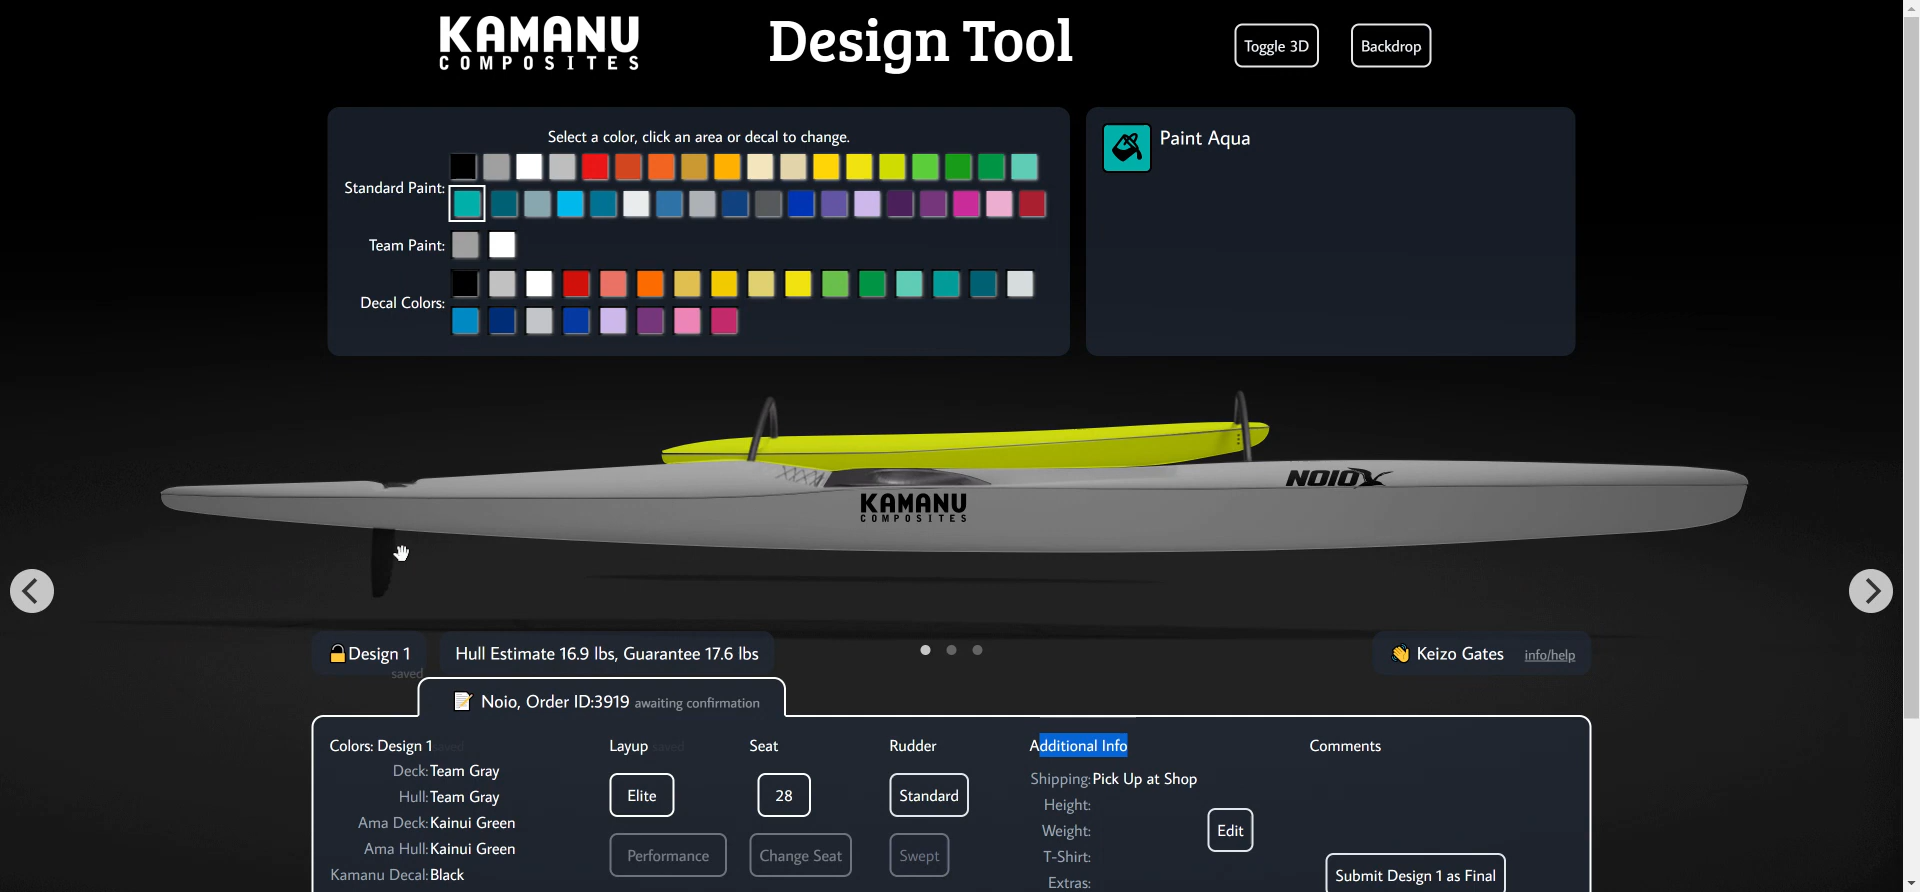 KAMANU
COMPOSITES
Design Tool
Toggle 3D
Backdrop
Select a color, click an area or decal to change.
Standard Paint:
Team Paint:
Decal Colors:
Paint Aqua
NOIO
KAMANU
COMPOSITES
Design 1
saved
Hull Estimate 16.9 lbs, Guarantee 17.6 lbs
Keizo Gates
info/help
Noio, Order ID:3919 awaiting confirmation
Colors: Design 1 saved
Deck: Team Gray
Hull: Team Gray
Ama Deck: Kainui Green
Ama Hull: Kainui Green
Kamanu Decal: Black
Layup saved
Elite
Performance
Seat
28
Change Seat
Rudder
Standard
Swept
Additional Info
Shipping: Pick Up at Shop
Height:
Weight:
T-Shirt:
Extras:
Edit
Comments
Submit Design 1 as Final